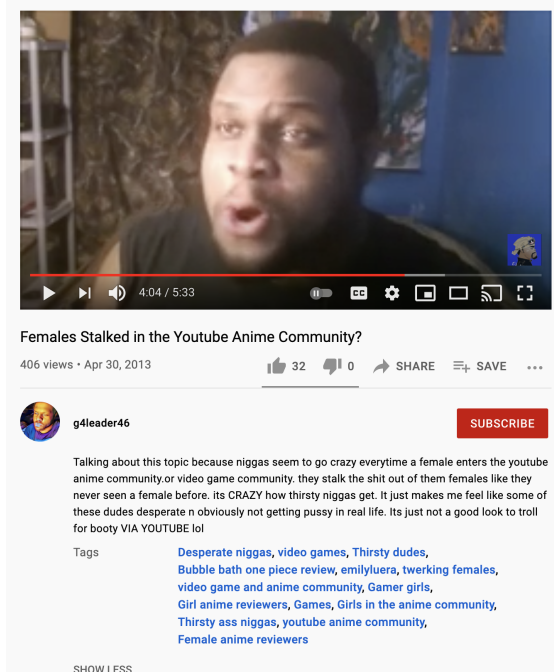 4:04 / 5:33
CC
Females Stalked in the Youtube Anime Community?
406 views • Apr 30, 2013
32
0
SHARE
SAVE
g4leader46
SUBSCRIBE
Talking about this topic because niggas seem to go crazy everytime a female enters the youtube
anime community.or video game community. they stalk the shit out of them females like they
never seen a female before. its CRAZY how thirsty niggas get. It just makes me feel like some of
these dudes desperate n obviously not getting pussy in real life. Its just not a good look to troll
for booty VIA YOUTUBE lol
Tags
Desperate niggas, video games, Thirsty dudes,
Bubble bath one piece review, emilyluera, twerking females,
video game and anime community, Gamer girls,
Girl anime reviewers, Games, Girls in the anime community,
Thirsty ass niggas, youtube anime community,
Female anime reviewers
SHOW LESS